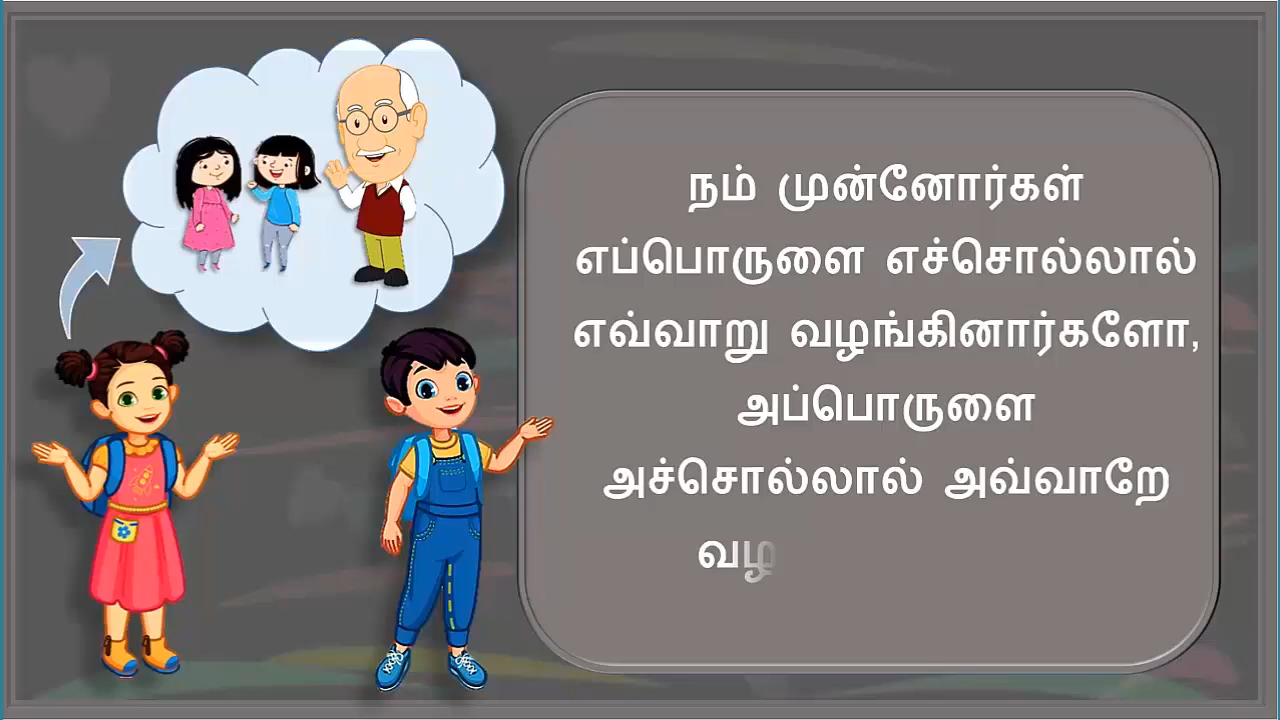 நம் முன்னோர்கள்
எப்பொருளை எச்சொல்லால்
எவ்வாறு வழங்கினார்களோ,
அப்பொருளை
அச்சொல்லால் அவ்வாறே
வழ